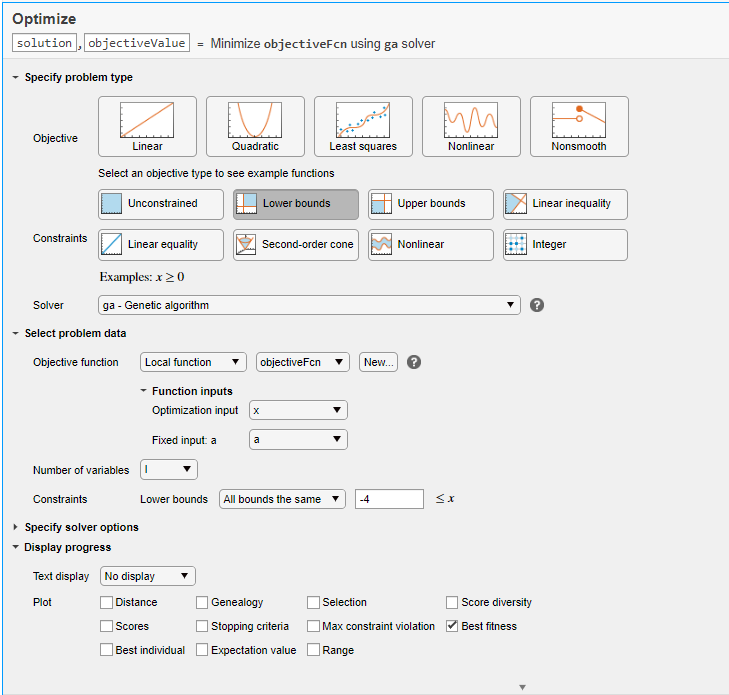 Optimize
solution , objectiveValue = Minimize objectiveFcn using ga solver
Specify problem type
Objective
Linear Quadratic Least squares Nonlinear Nonsmooth
Select an objective type to see example functions
Unconstrained Lower bounds Upper bounds Linear inequality
Constraints
Linear equality Second-order cone Nonlinear Integer
Examples: x ≥ 0
Solver ga - Genetic algorithm ?
Select problem data
Objective function Local function objectiveFcn New... ?
Function inputs
Optimization input x
Fixed input: a a
Number of variables l
Constraints Lower bounds All bounds the same -4 ≤ x
Specify solver options
Display progress
Text display No display
Plot Distance Genealogy Selection Score diversity
Scores Stopping criteria Max constraint violation Best fitness
Best individual Expectation value Range